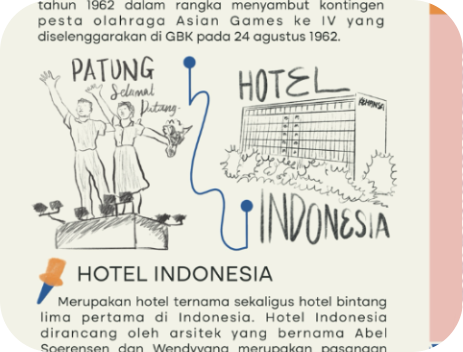 tahun 1962 dalam rangka menyambut kontingen
pesta olahraga Asian Games ke IV yang
diselenggarakan di GBK pada 24 agustus 1962.
PATUNG
Selamat
Datang.
HOTEL
INDONESIA
HOTEL INDONESIA
Merupakan hotel ternama sekaligus hotel bintang
lima pertama di Indonesia. Hotel Indonesia
dirancang oleh arsitek yang bernama Abel
Soerensen dan Wendyyang merupakan pasangan